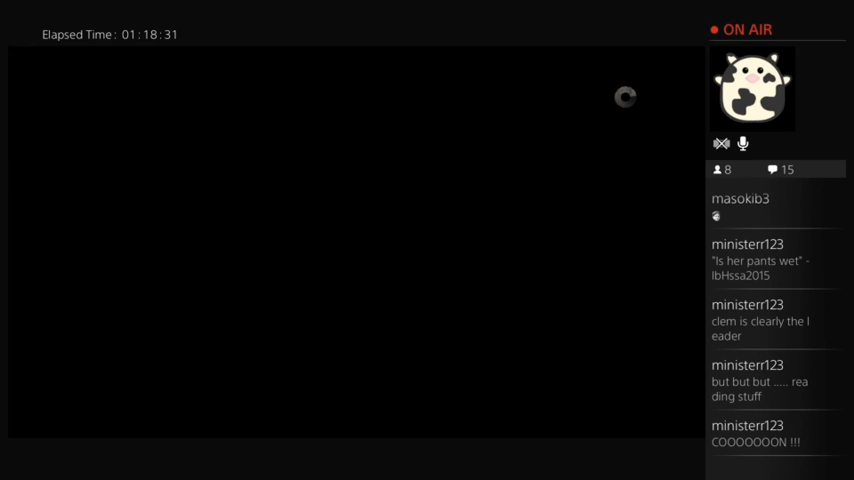 Elapsed Time: 01:18:31
ON AIR
8
15
masokib3
ministerr123
"Is her pants wet" -
IbHssa2015
ministerr123
clem is clearly the l
eader
ministerr123
but but but ..... rea
ding stuff
ministerr123
COOOOOOON !!!